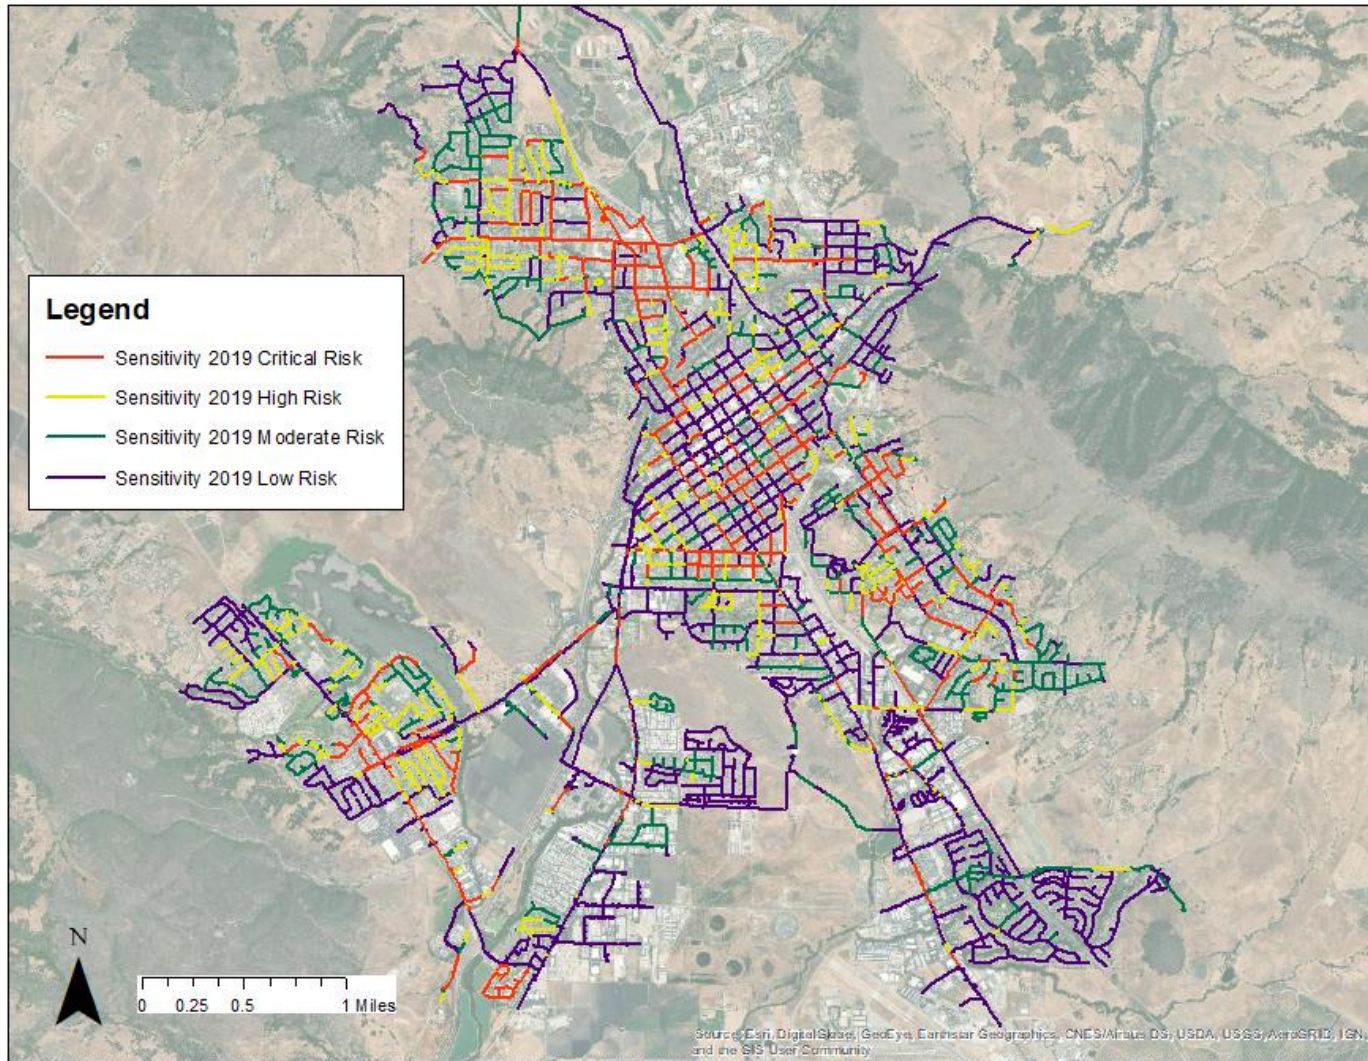 Legend
Sensitivity 2019 Critical Risk
Sensitivity 2019 High Risk
Sensitivity 2019 Moderate Risk
Sensitivity 2019 Low Risk
N
0 0.25 0.5 1 Miles
Source: Esri, DigitalGlobe, GeoEye, Earthstar Geographics, CNES/Airbus DS, USDA, USGS, AeroGRID, IGN,
and the GIS User Community